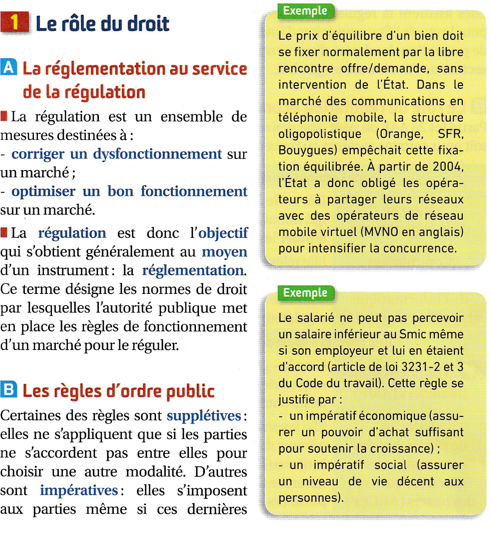 1 Le rôle du droit
A La réglementation au service
de la régulation
La régulation est un ensemble de
mesures destinées à :
- corriger un dysfonctionnement sur
un marché ;
- optimiser un bon fonctionnement
sur un marché.
La régulation est donc l'objectif
qui s'obtient généralement au moyen
d'un instrument : la réglementation.
Ce terme désigne les normes de droit
par lesquelles l'autorité publique met
en place les règles de fonctionnement
d'un marché pour le réguler.
B Les règles d'ordre public
Certaines des règles sont supplétives :
elles ne s'appliquent que si les parties
ne s'accordent pas entre elles pour
choisir une autre modalité. D'autres
sont impératives : elles s'imposent
aux parties même si ces dernières
Exemple
Le prix d'équilibre d'un bien doit
se fixer normalement par la libre
rencontre offre/demande, sans
intervention de l'État. Dans le
marché des communications en
téléphonie mobile, la structure
oligopolistique (Orange, SFR,
Bouygues) empêchait cette fixa-
tion équilibrée. À partir de 2004,
l'État a donc obligé les opéra-
teurs à partager leurs réseaux
avec des opérateurs de réseau
mobile virtuel (MVNO en anglais)
pour intensifier la concurrence.
Exemple
Le salarié ne peut pas percevoir
un salaire inférieur au Smic même
si son employeur et lui en étaient
d'accord (article de loi 3231-2 et 3
du Code du travail). Cette règle se
justifie par :
- un impératif économique (assu-
rer un pouvoir d'achat suffisant
pour soutenir la croissance) ;
- un impératif social (assurer
un niveau de vie décent aux
personnes).